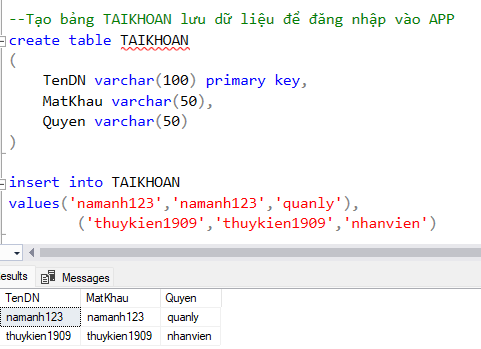 --Tạo bảng TAIKHOAN lưu dữ liệu để đăng nhập vào APP
create table TAIKHOAN
(
TenDN varchar(100) primary key,
MatKhau varchar(50),
Quyen varchar(50)
)
insert into TAIKHOAN
values('namanh123','namanh123','quanly'),
('thuykien1909','thuykien1909','nhanvien')
esults Messages
TenDN MatKhau Quyen
namanh123 namanh123 quanly
thuykien1909 thuykien1909 nhanvien